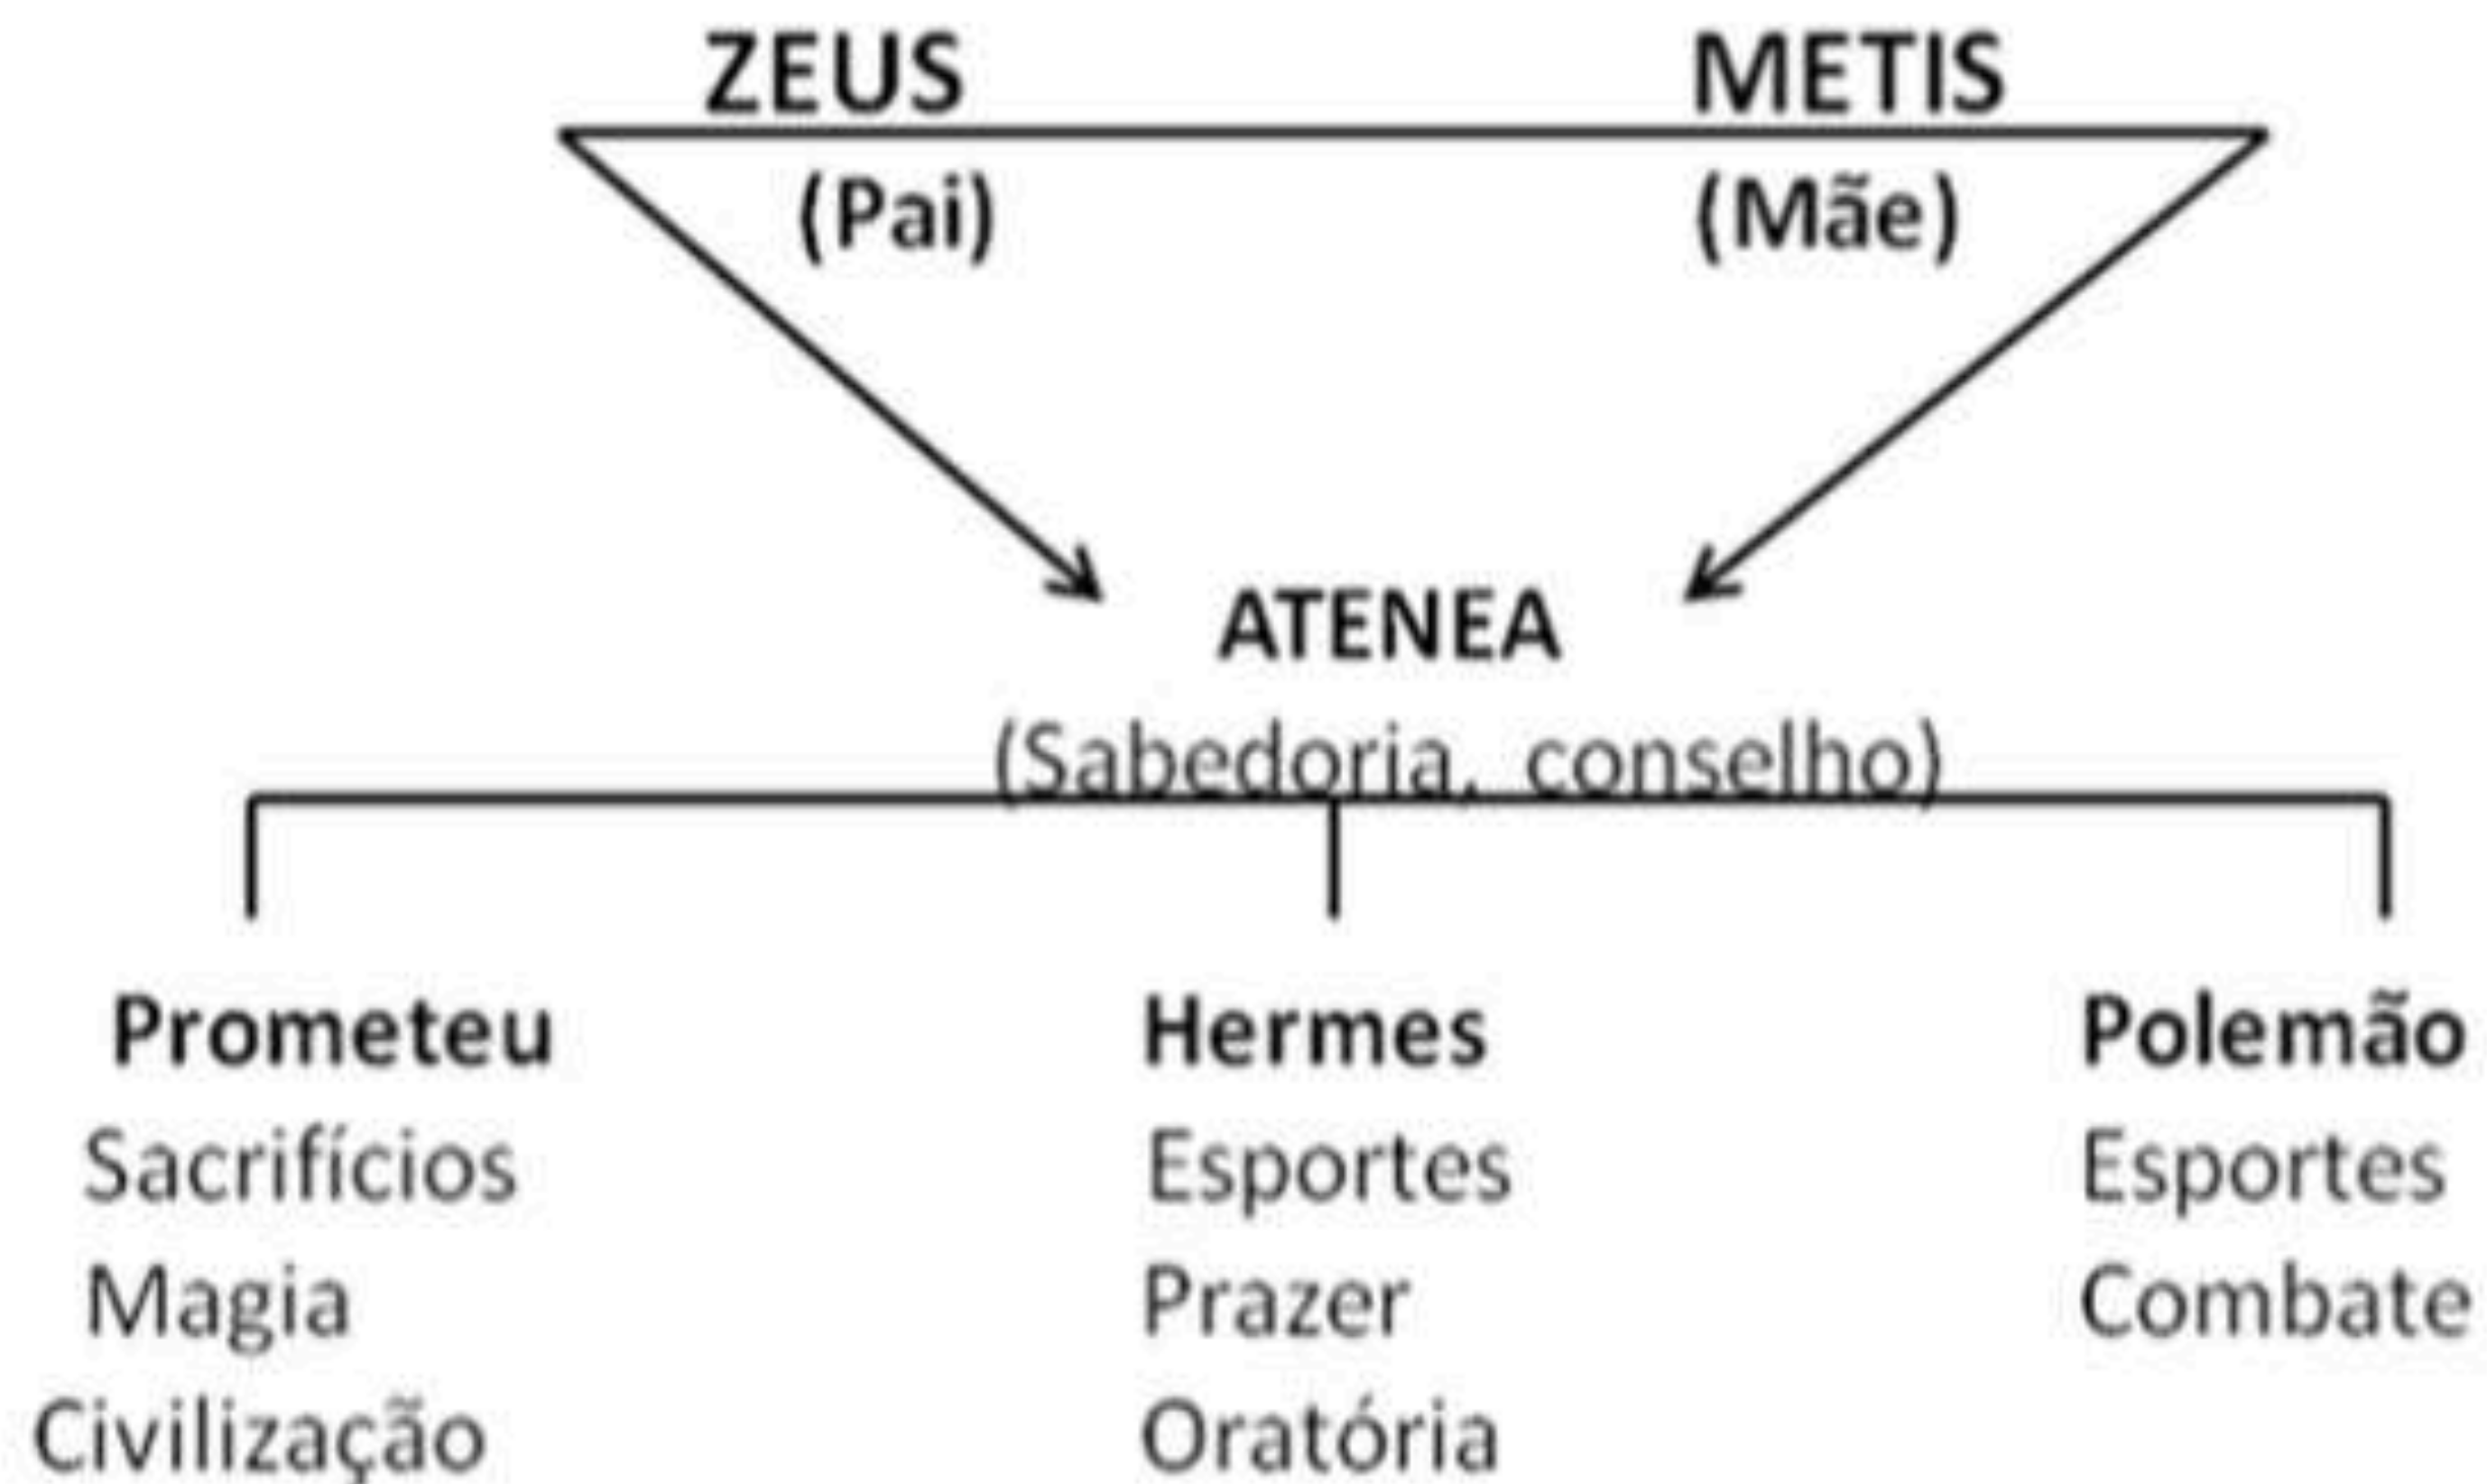 ZEUS METIS
(Pai) (Mãe)
ATENEA
(Sabedoria, conselho)
Prometeu
Sacrifícios
Magia
Civilização
Hermes
Esportes
Prazer
Oratória
Polemão
Esportes
Combate